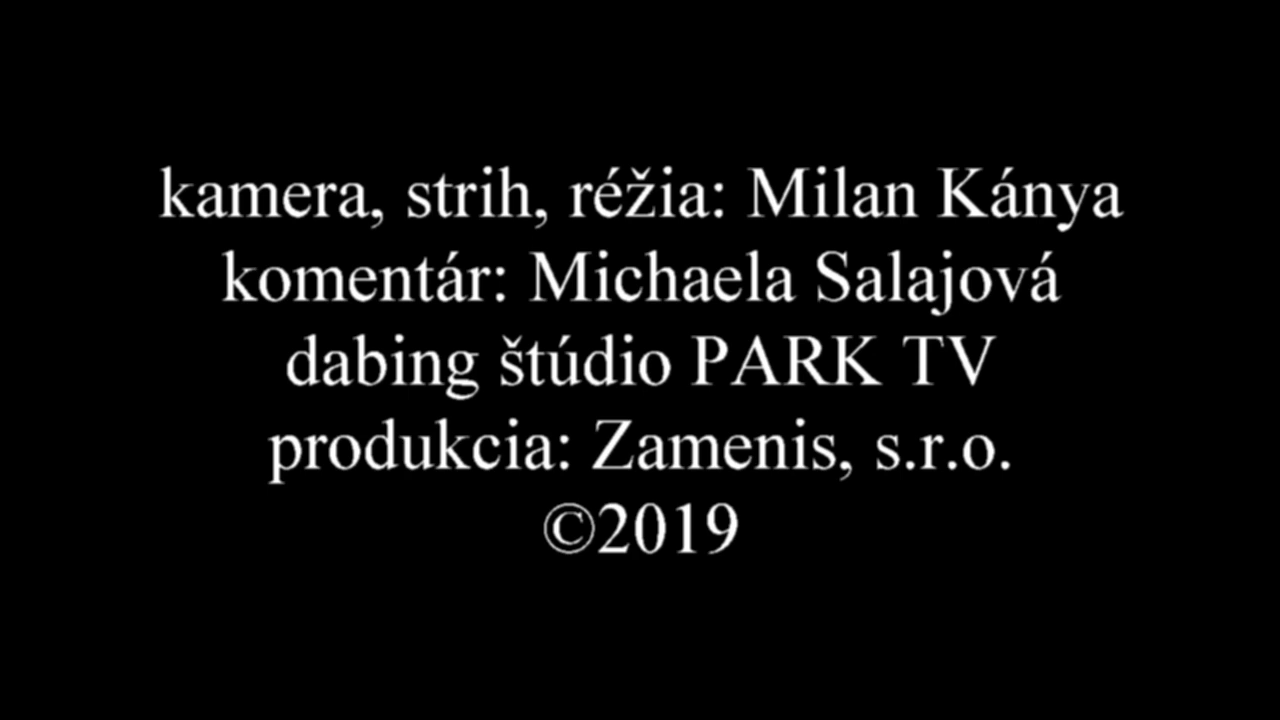 kamera, strih, réžia: Milan Kánya
komentár: Michaela Salajová
dabing štúdio PARK TV
produkcia: Zamenis, s.r.o.
©2019